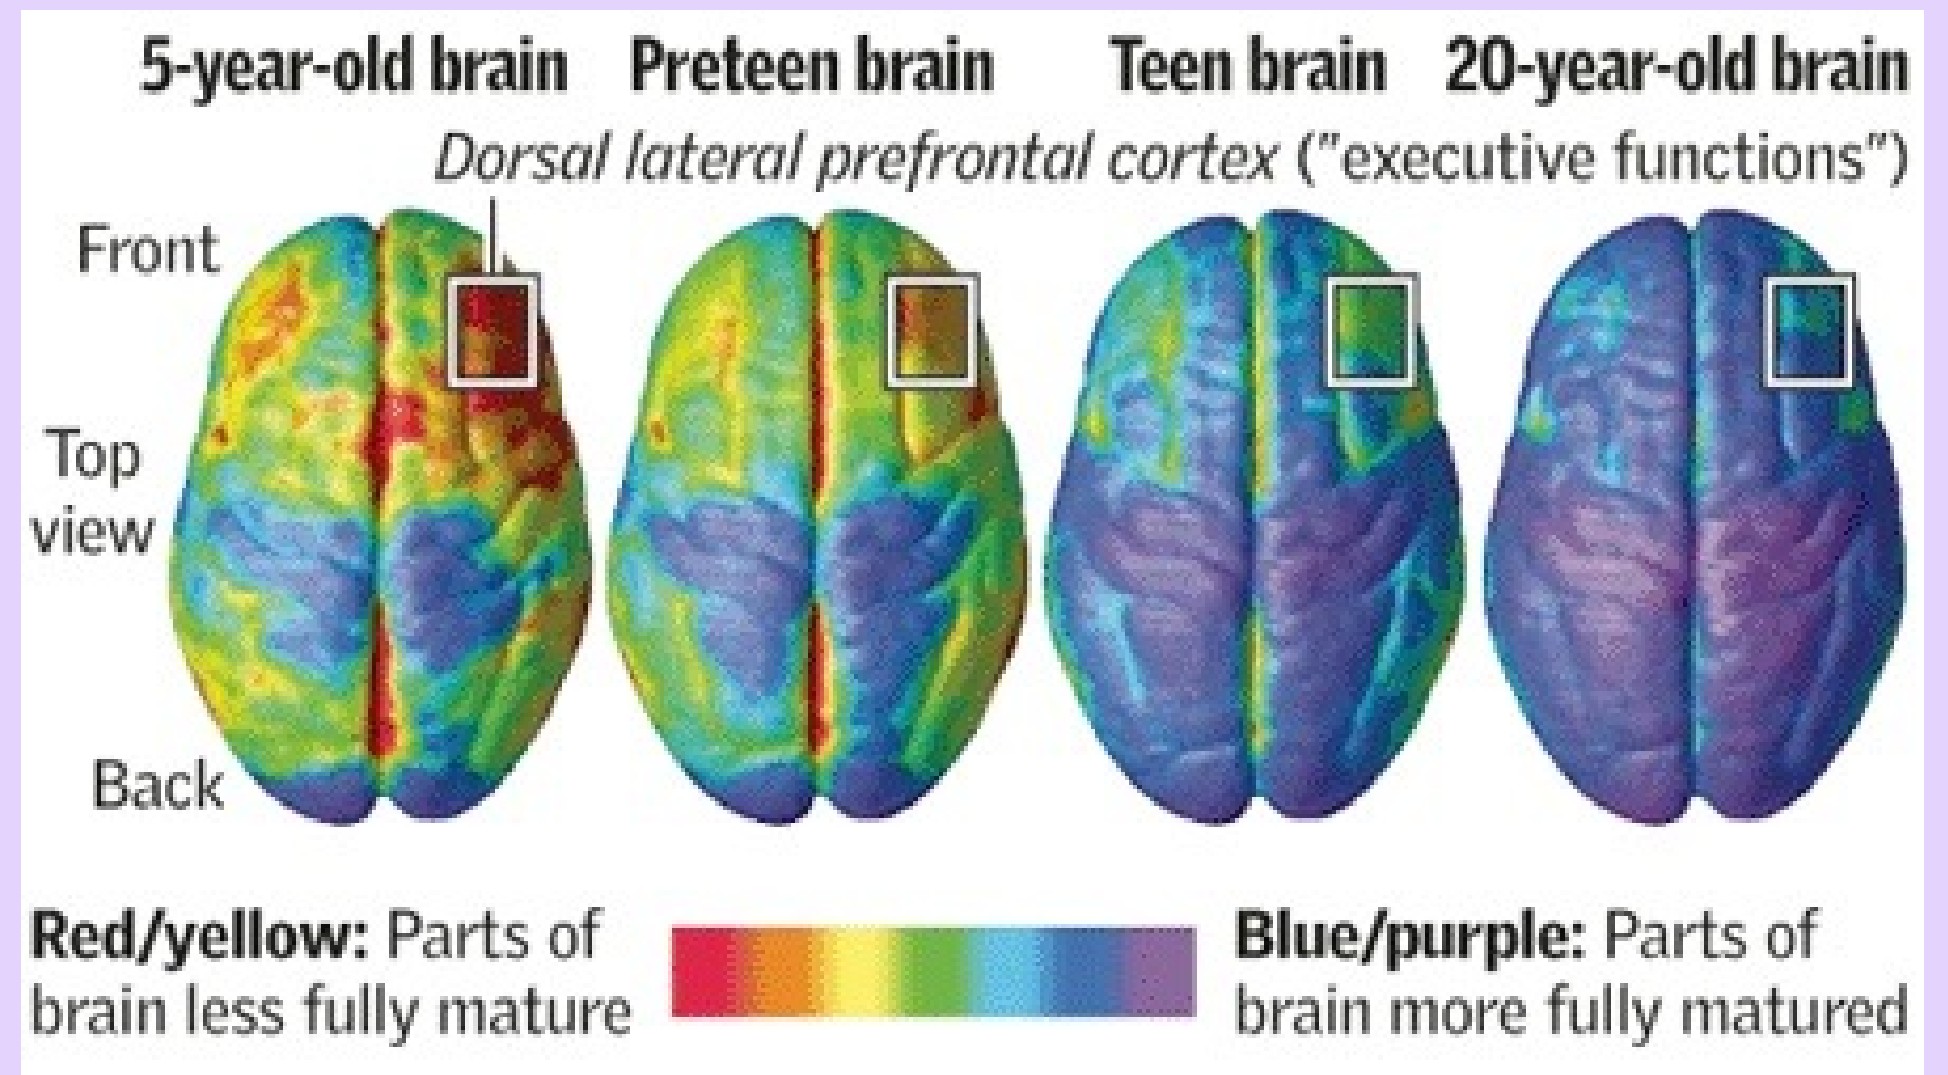 5-year-old brain Preteen brain Teen brain 20-year-old brain
Dorsal lateral prefrontal cortex ("executive functions")
Front
Top
view
Back
Red/yellow: Parts of
brain less fully mature
Blue/purple: Parts of
brain more fully matured